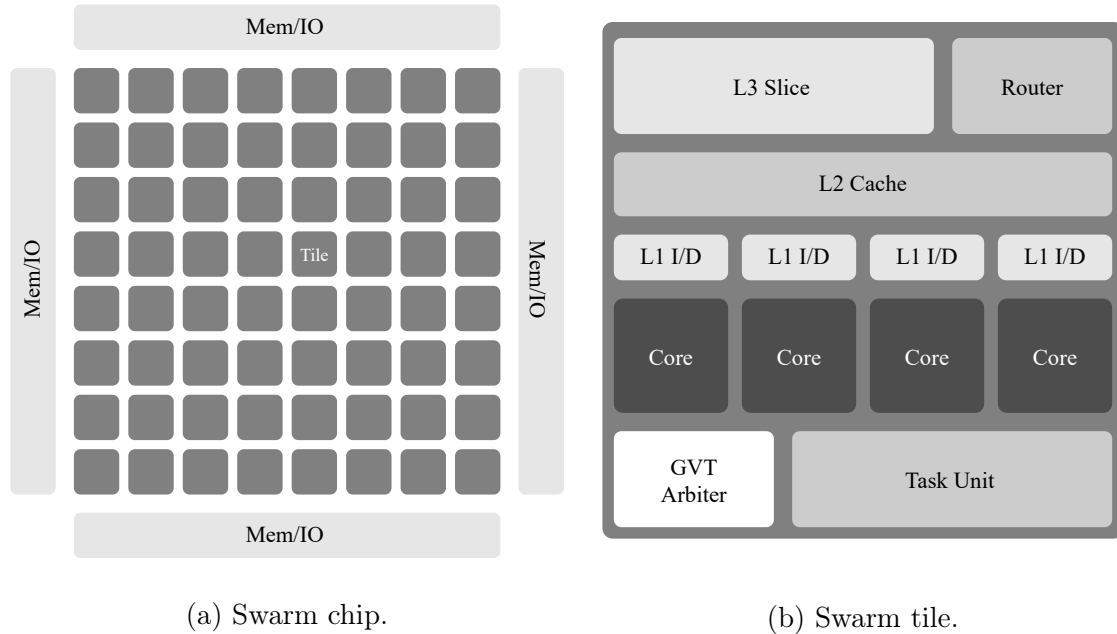 Mem/IO
Mem/IO
Tile
Mem/IO
Mem/IO
(a) Swarm chip.
L3 Slice
Router
L2 Cache
L1 I/D
L1 I/D
L1 I/D
L1 I/D
Core
Core
Core
Core
GVT
Arbiter
Task Unit
(b) Swarm tile.